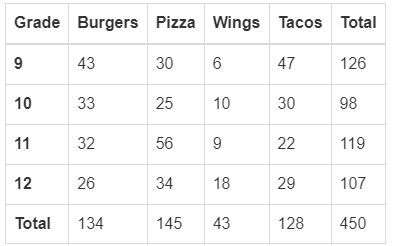 Grade Burgers Pizza Wings Tacos Total
9 43 30 6 47 126
10 33 25 10 30 98
11 32 56 9 22 119
12 26 34 18 29 107
Total 134 145 43 128 450